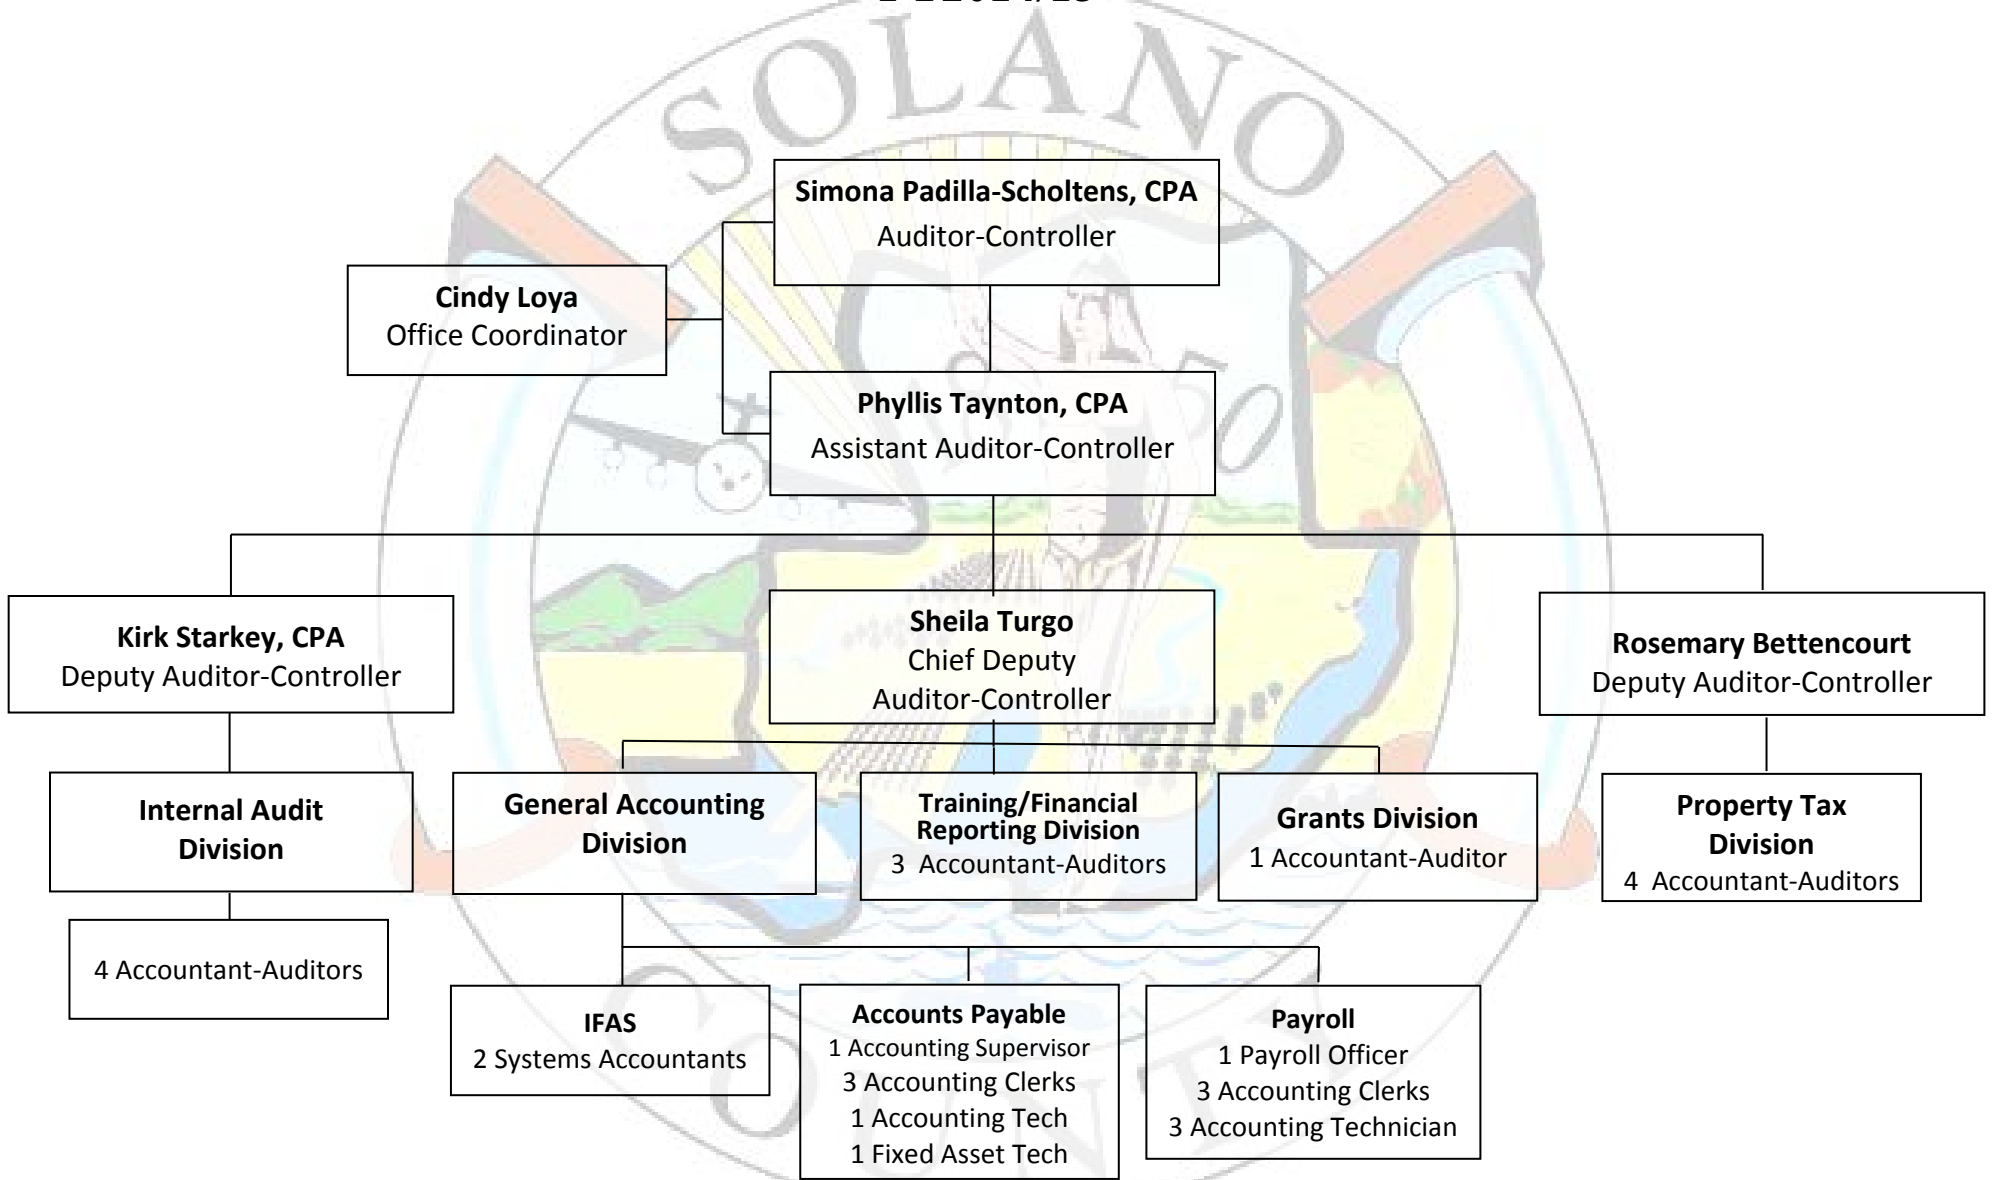 SOLANO
Simona Padilla-Scholtens, CPA
Auditor-Controller
Cindy Loya
Office Coordinator
18
50
Phyllis Taynton, CPA
Assistant Auditor-Controller
Kirk Starkey, CPA
Deputy Auditor-Controller
Sheila Turgo
Chief Deputy
Auditor-Controller
Rosemary Bettencourt
Deputy Auditor-Controller
Internal Audit
Division
General Accounting
Division
Training/Financial
Reporting Division
3 Accountant-Auditors
Grants Division
1 Accountant-Auditor
Property Tax
Division
4 Accountant-Auditors
4 Accountant-Auditors
IFAS
2 Systems Accountants
Accounts Payable
1 Accounting Supervisor
3 Accounting Clerks
1 Accounting Tech
1 Fixed Asset Tech
Payroll
1 Payroll Officer
3 Accounting Clerks
3 Accounting Technician
COUNTY